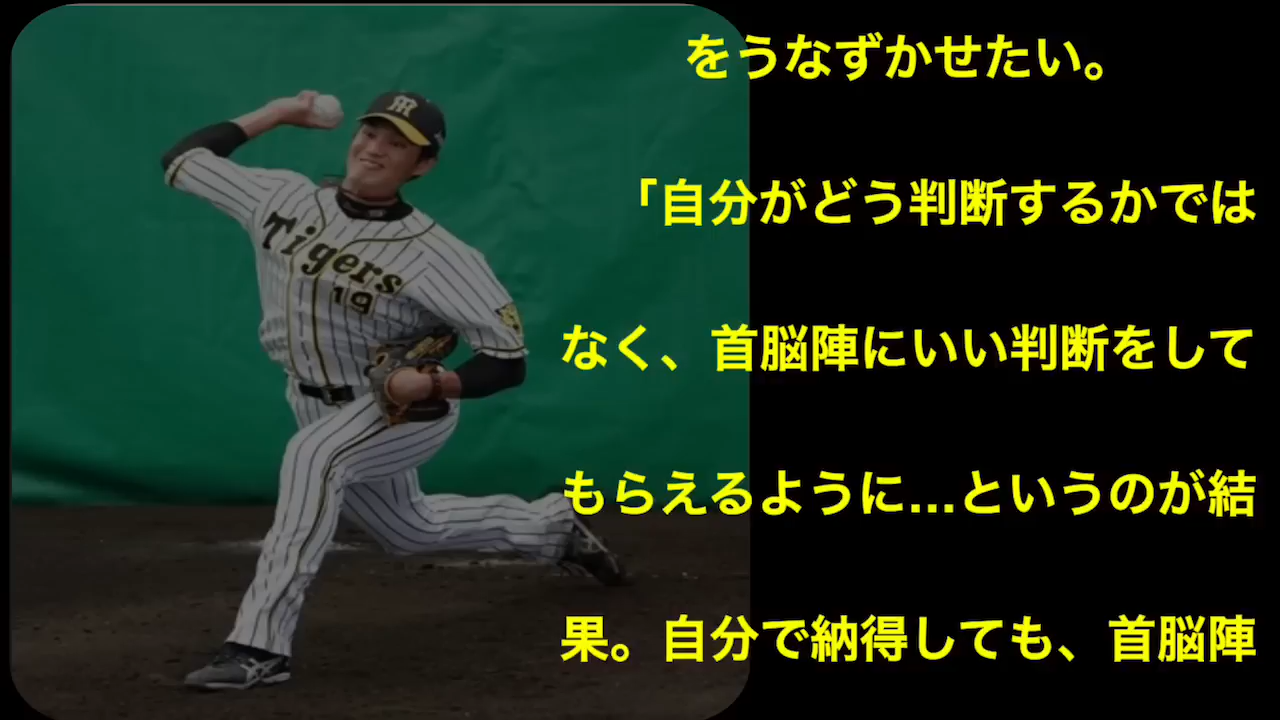 をうなずかせたい。
「自分がどう判断するかでは
なく、首脳陣にいい判断をして
もらえるように…というのが結
果。自分で納得しても、首脳陣
Tigers
19